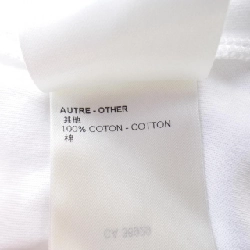 AUTRE - OTHER
其他
100% COTON - COTTON
棉